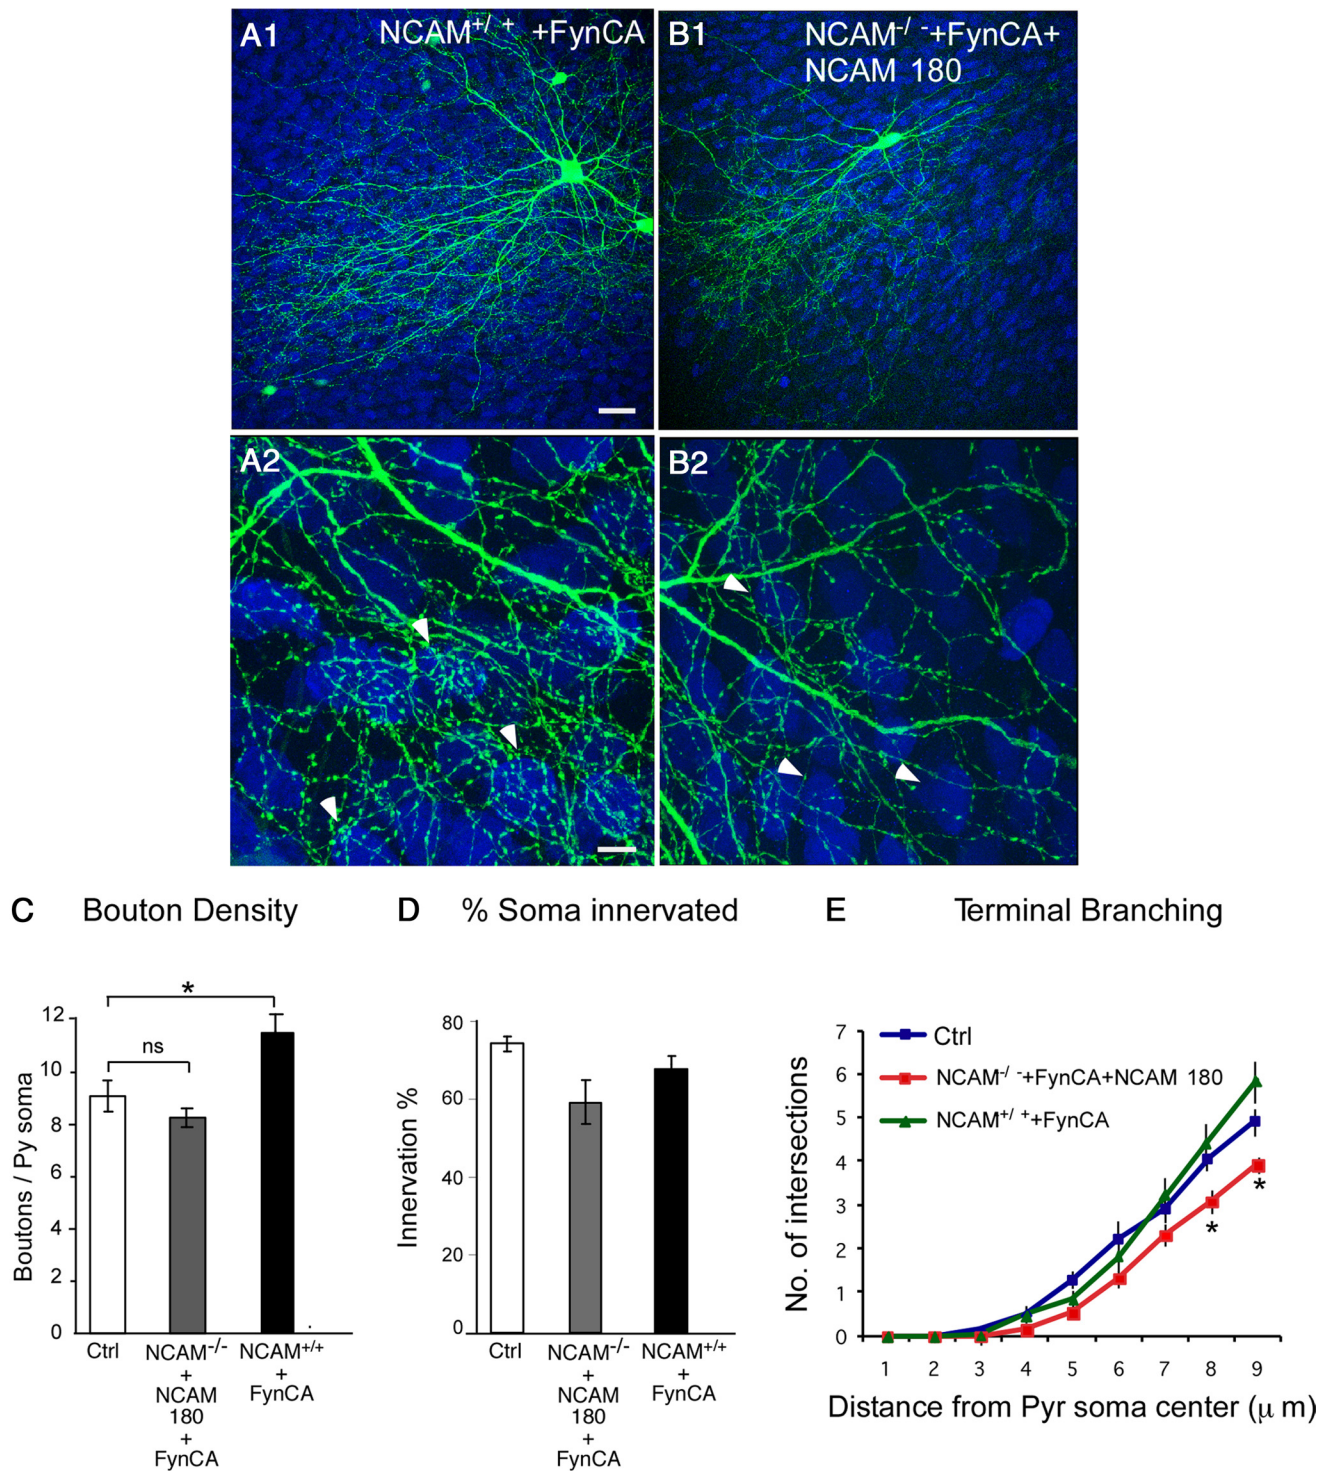 A1 NCAM+/ + +FynCA
B1 NCAM-/ -+FynCA+
NCAM 180
A2
B2
C Bouton Density
D % Soma innervated
E Terminal Branching
Boutons / Py soma
12
10
8
6
4
2
0
*
ns
Ctrl
NCAM-/-
+
NCAM
180
+
FynCA
NCAM+/+
+
FynCA
Innervation %
80
60
40
20
0
Ctrl
NCAM-/-
+
NCAM
180
+
FynCA
NCAM+/+
+
FynCA
No. of intersections
7
6
5
4
3
2
1
0
Ctrl
NCAM-/ -+FynCA+NCAM 180
NCAM+/ ++FynCA
*
*
1 2 3 4 5 6 7 8 9
Distance from Pyr soma center (μ m)